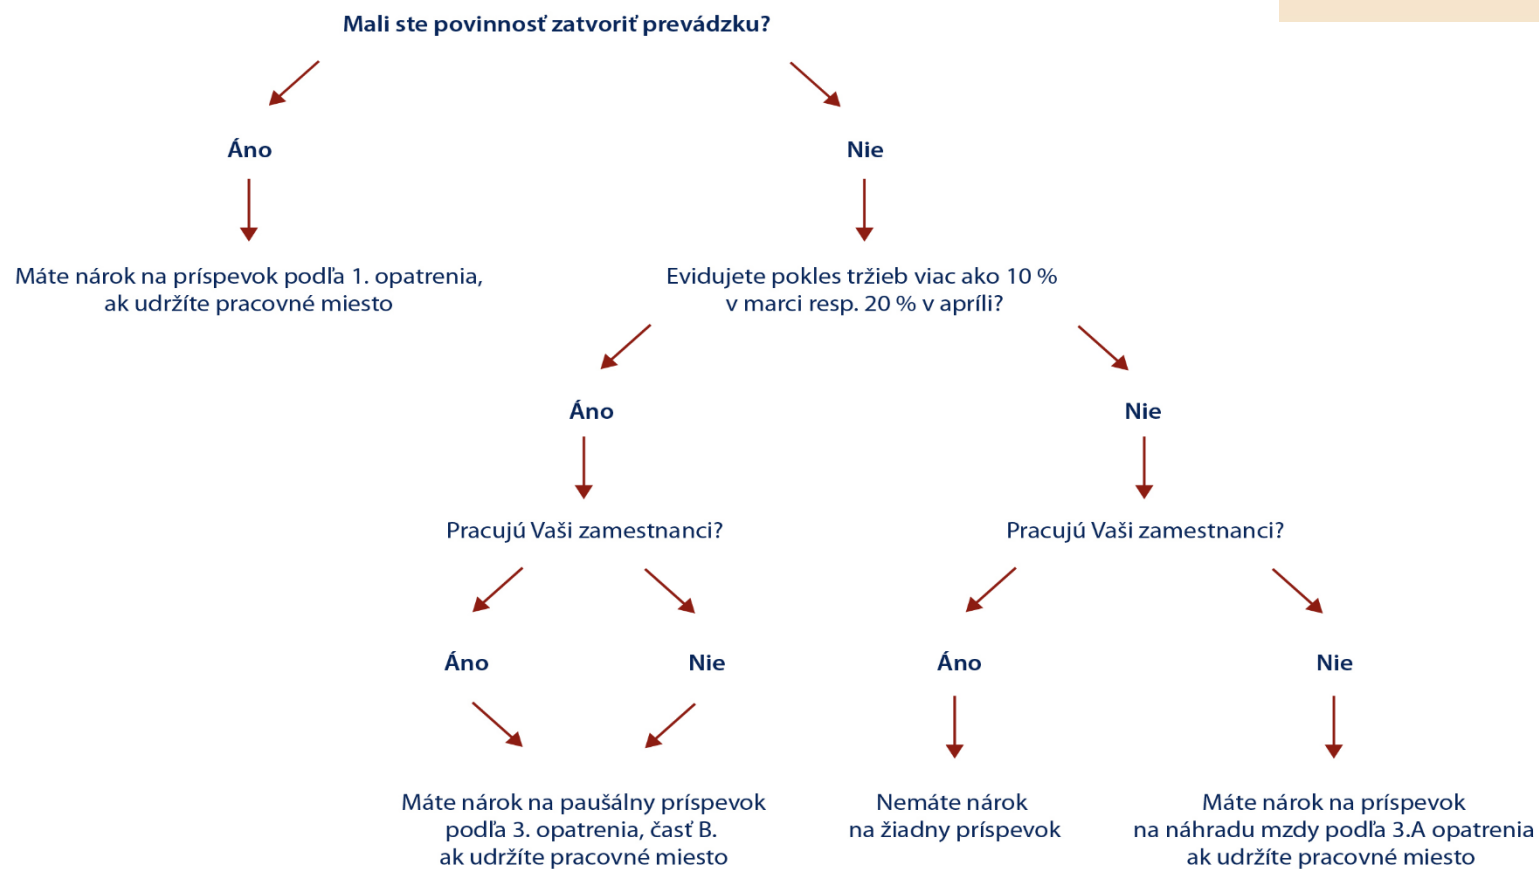 Mali ste povinnosť zatvoriť prevádzku?
Áno
Nie
Máte nárok na príspevok podľa 1. opatrenia,
ak udržíte pracovné miesto
Evidujete pokles tržieb viac ako 10 %
v marci resp. 20 % v apríli?
Áno
Nie
Pracujú Vaši zamestnanci?
Pracujú Vaši zamestnanci?
Áno
Nie
Áno
Nie
Máte nárok na paušálny príspevok
podľa 3. opatrenia, časť B.
ak udržíte pracovné miesto
Nemáte nárok
na žiadny príspevok
Máte nárok na príspevok
na náhradu mzdy podľa 3.A opatrenia
ak udržíte pracovné miesto